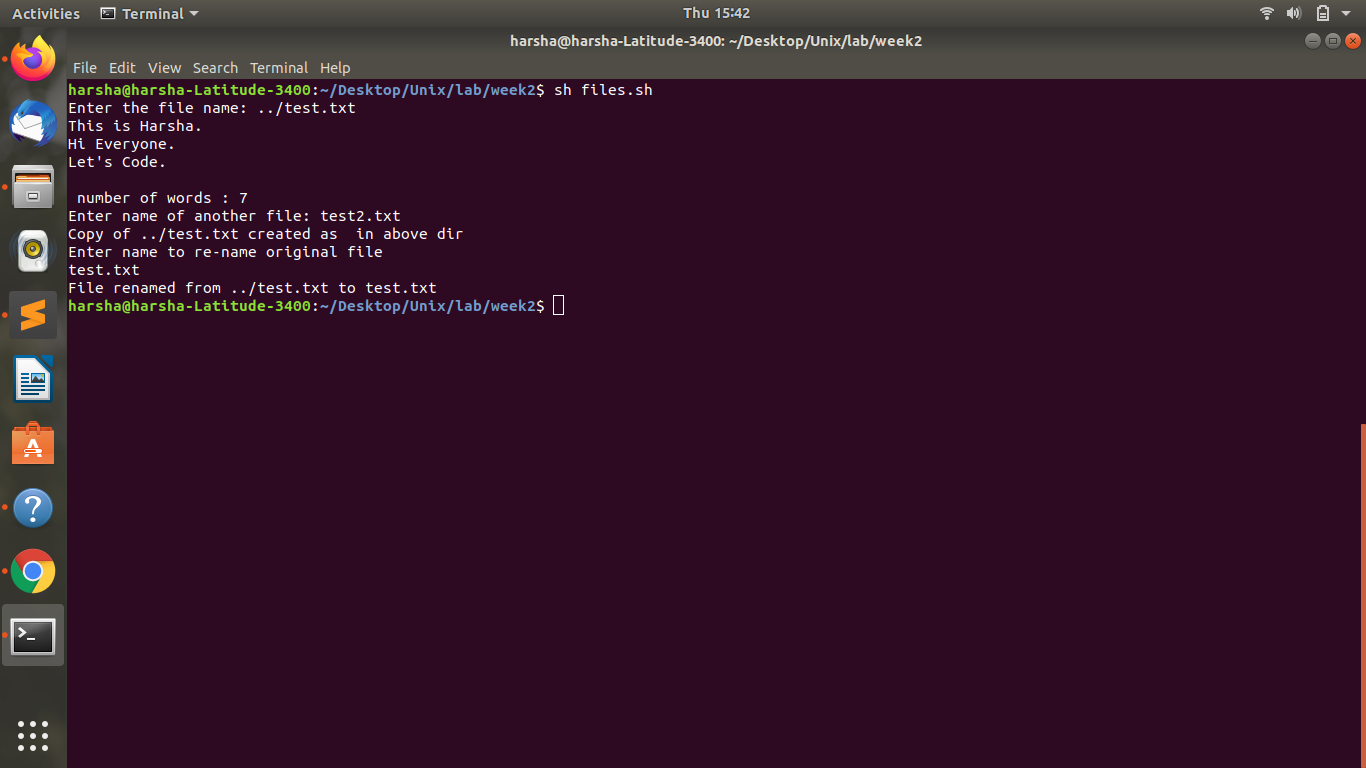 Activities Terminal Thu 15:42
harsha@harsha-Latitude-3400: ~/Desktop/Unix/lab/week2
File Edit View Search Terminal Help
harsha@harsha-Latitude-3400:~/Desktop/Unix/lab/week2$ sh files.sh
Enter the file name: ../test.txt
This is Harsha.
Hi Everyone.
Let's Code.
 number of words : 7
Enter name of another file: test2.txt
Copy of ../test.txt created as  in above dir
Enter name to re-name original file
test.txt
File renamed from ../test.txt to test.txt
harsha@harsha-Latitude-3400:~/Desktop/Unix/lab/week2$